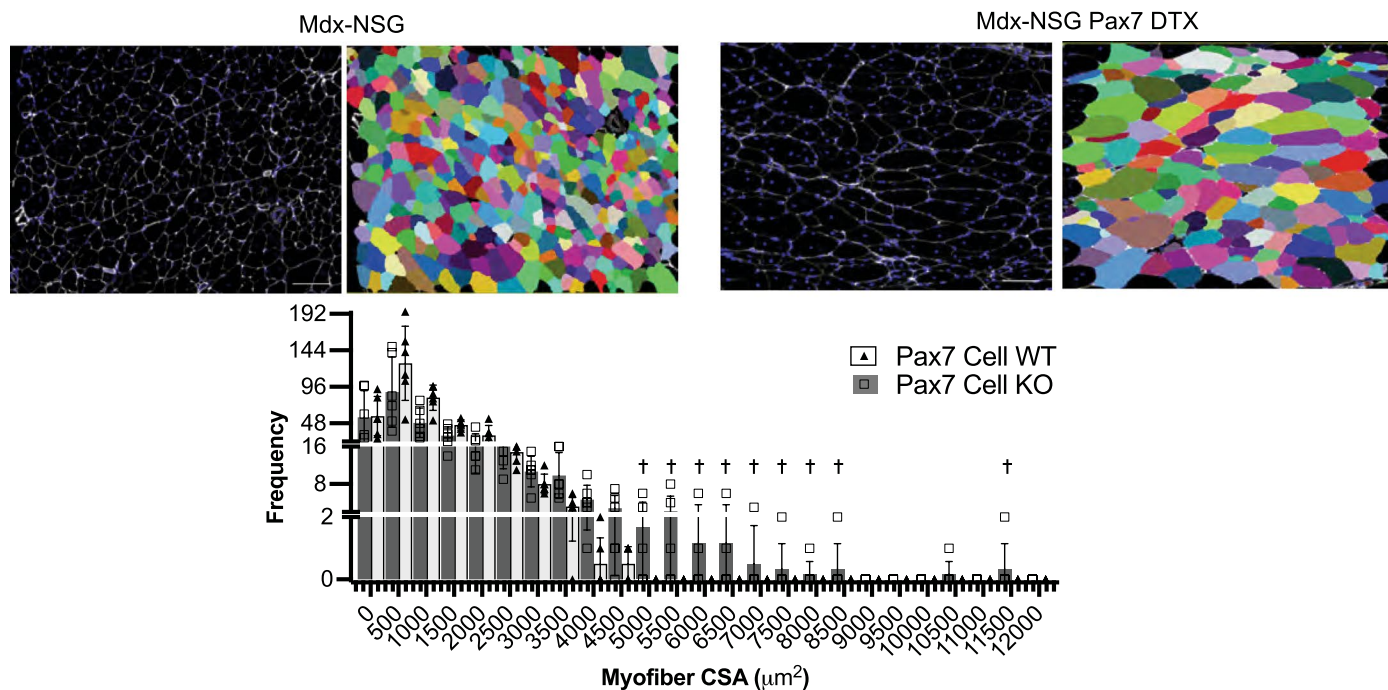 Mdx-NSG
Mdx-NSG Pax7 DTX
192
144
96
48
16
8
2
0
Frequency
Pax7 Cell WT
Pax7 Cell KO
† † † † † † † † †
0 500 1000 1500 2000 2500 3000 3500 4000 4500 5000 5500 6000 6500 7000 7500 8000 8500 9000 9500 10000 10500 11000 11500 12000
Myofiber CSA (μm²)